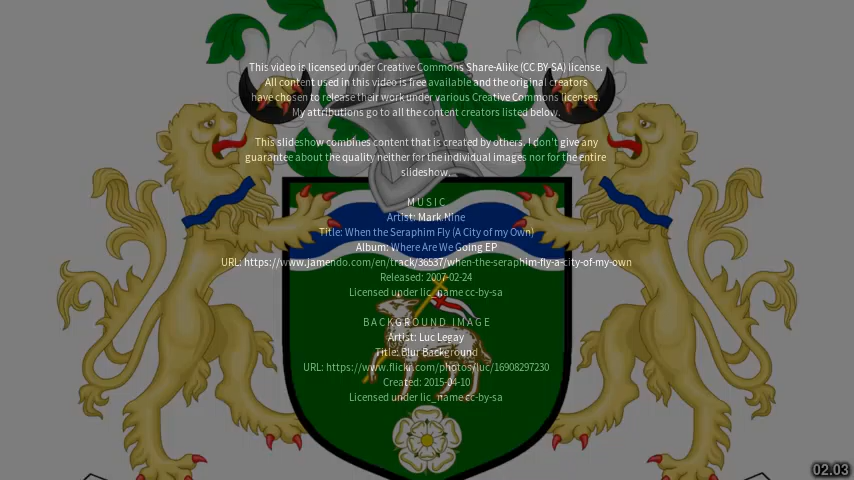 This video is licensed under Creative Commons Share-Alike (CC BY-SA) license.
All content used in this video is free available and the original creators
have chosen to release their work under various Creative Commons licenses.
My attributions go to all the content creators listed below.
This slideshow combines content that is created by others. I don't give any
guarantee about the quality neither for the individual images nor for the entire
slideshow.
MUSIC
Artist: Mark Nine
Title: When the Seraphim Fly (A City of my Own)
Album: Where Are We Going EP
URL: https://www.jamendo.com/en/track/36537/when-the-seraphim-fly-a-city-of-my-own
Released: 2007-02-24
Licensed under lic_name cc-by-sa
BACKGROUND IMAGE
Artist: Luc Legay
Title: Blur Background
URL: https://www.flickr.com/photos/luc/16908297230
Created: 2015-04-10
Licensed under lic_name cc-by-sa
02.03